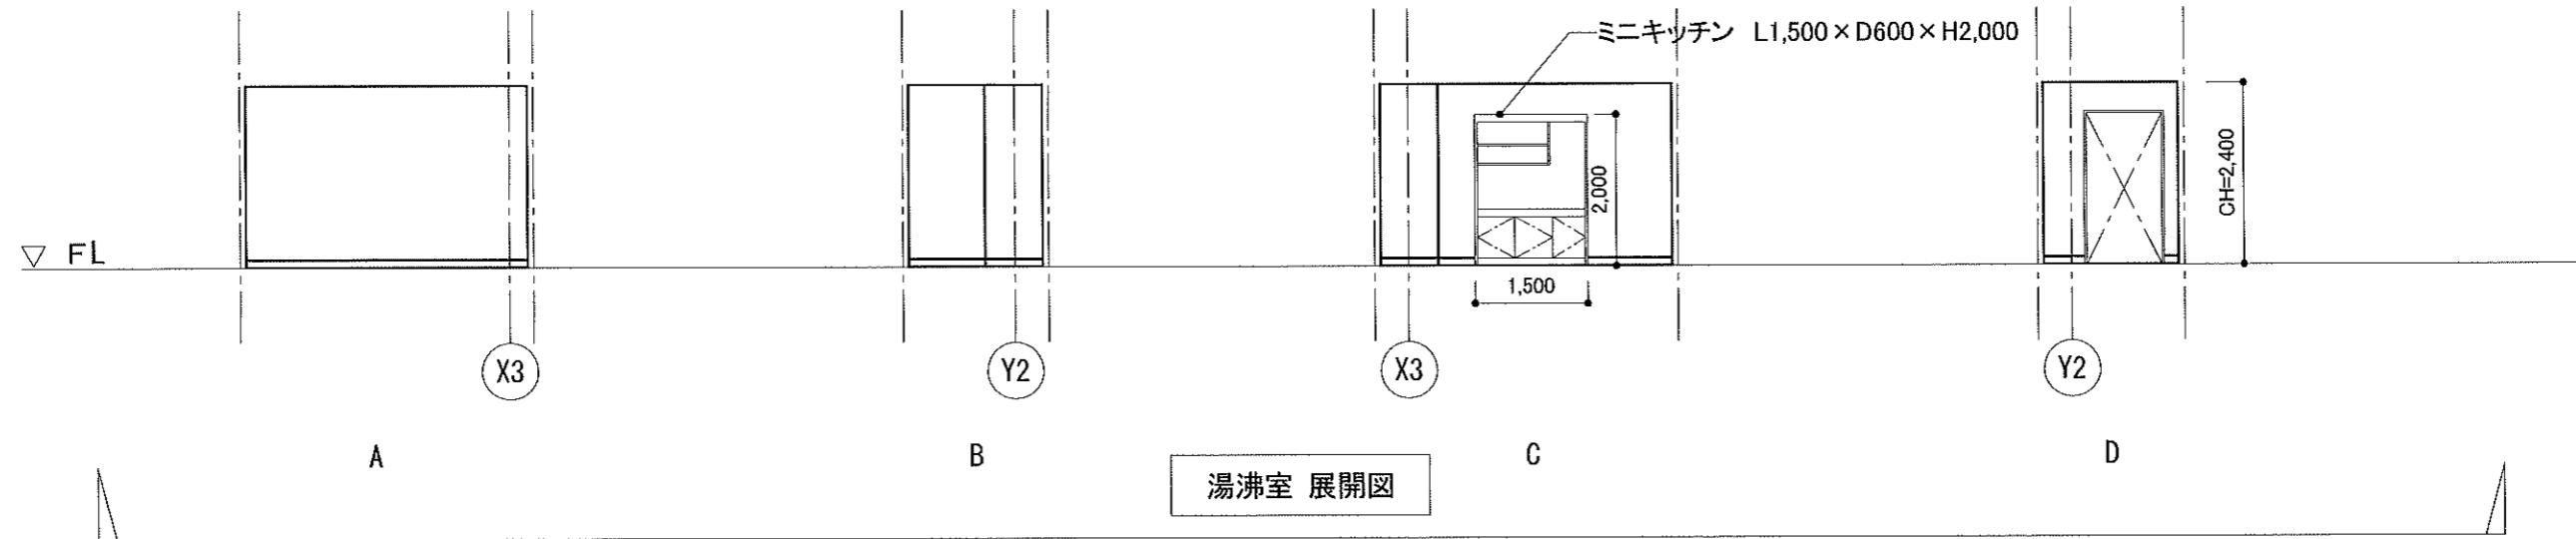 ミニキッチン L1,500×D600×H2,000
2,000
CH=2,400
▽ FL
1,500
X3
Y2
X3
Y2
A
B
C
D
湯沸室 展開図